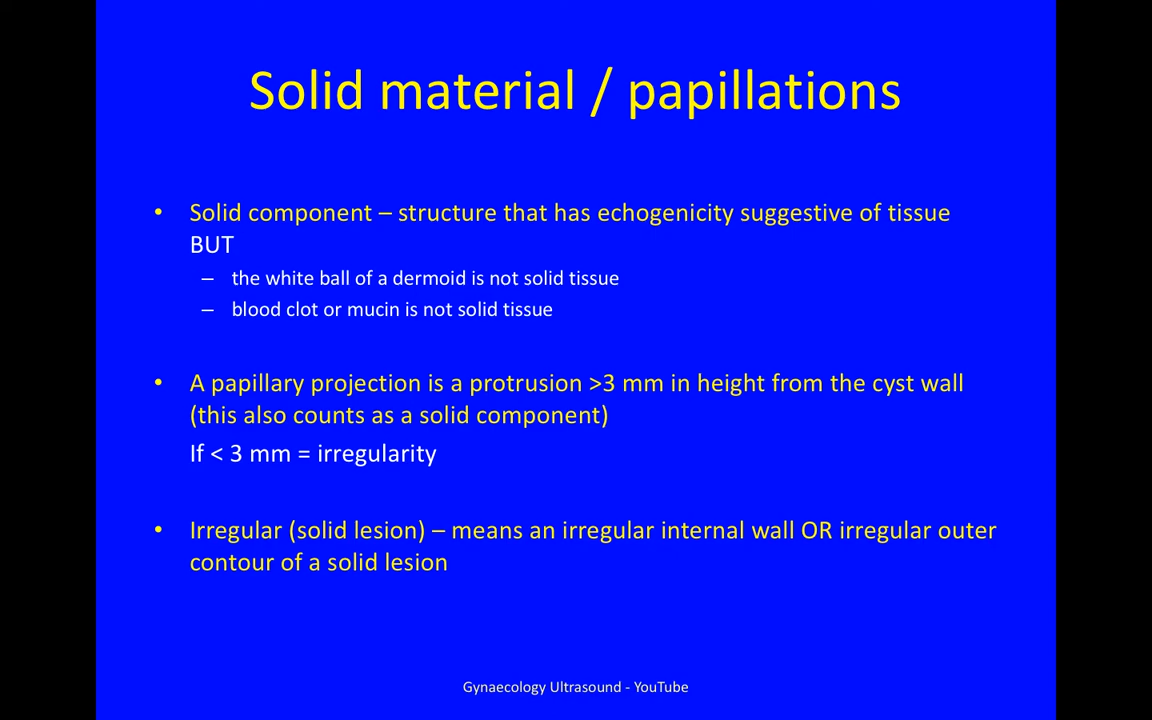 Solid material / papillations
• Solid component – structure that has echogenicity suggestive of tissue
BUT
– the white ball of a dermoid is not solid tissue
– blood clot or mucin is not solid tissue
• A papillary projection is a protrusion >3 mm in height from the cyst wall
(this also counts as a solid component)
If < 3 mm = irregularity
• Irregular (solid lesion) – means an irregular internal wall OR irregular outer
contour of a solid lesion
Gynaecology Ultrasound - YouTube